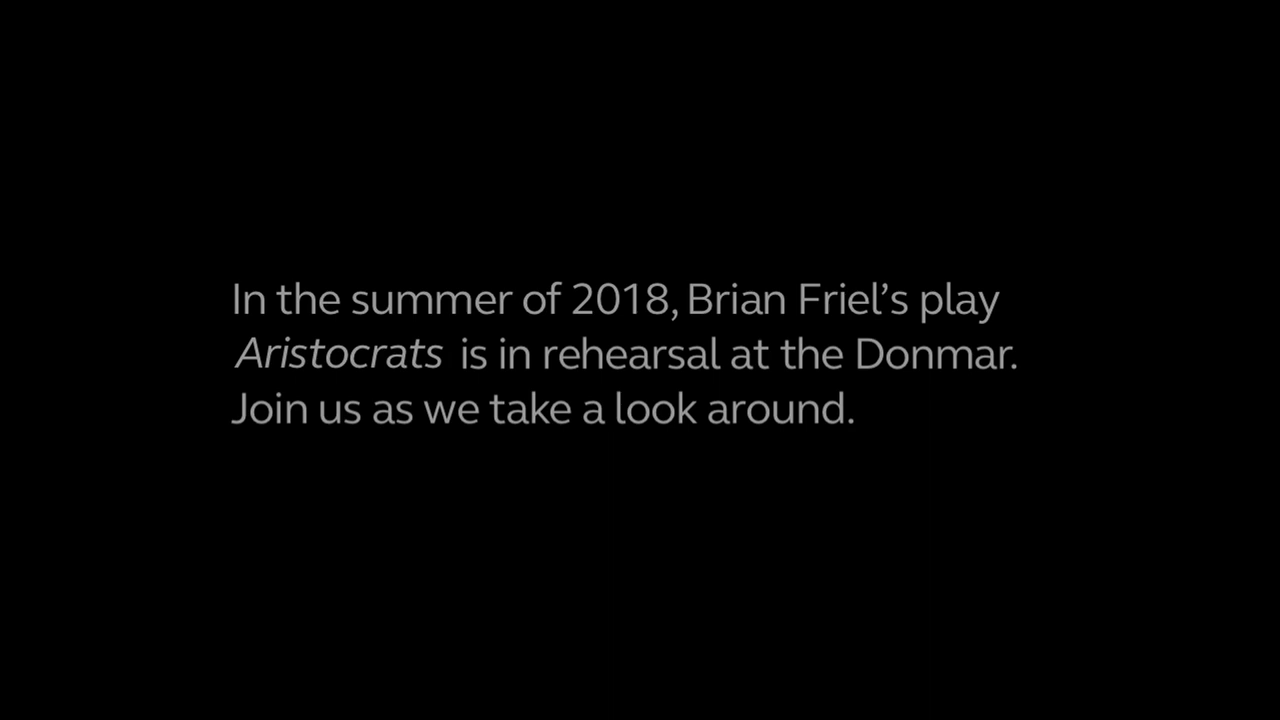 In the summer of 2018, Brian Friel’s play
Aristocrats is in rehearsal at the Donmar.
Join us as we take a look around.